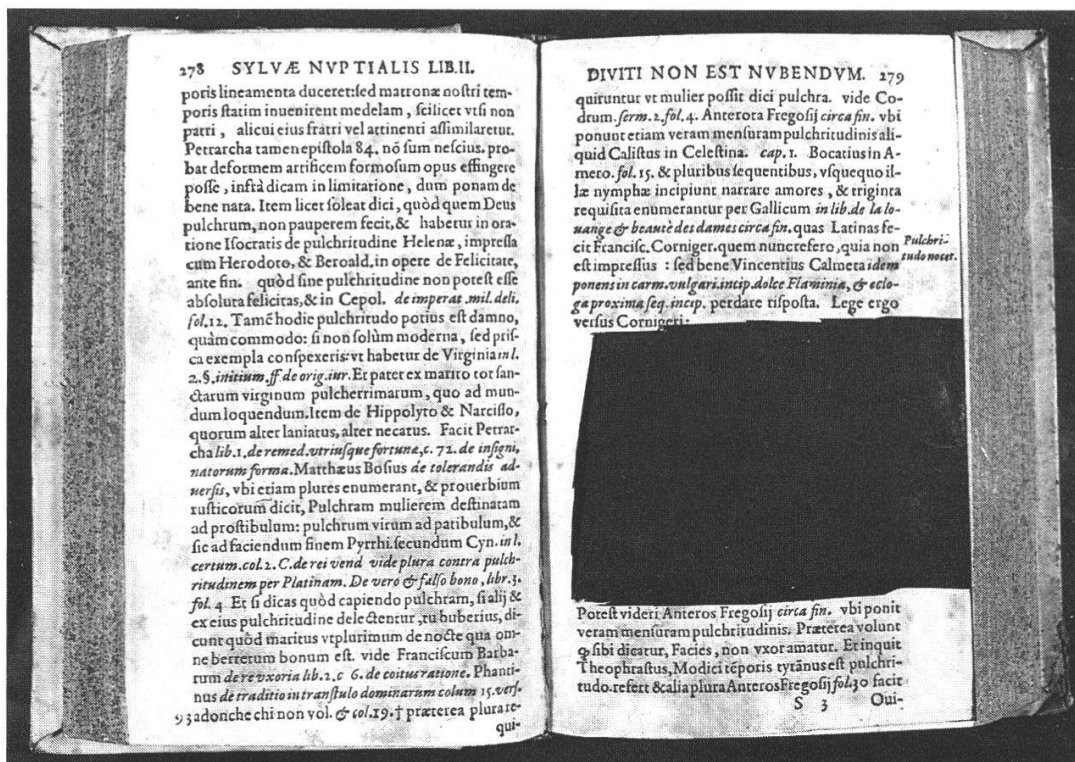 278 SYLVÆ NVPTIALIS LIB.II.
poris lineamenta duceret:sed matronæ nostri tem-
poris statim inuenirent medelam, scilicet vtsi non
patri, alicui eius fratri vel attinenti assimilaretur.
Petrarcha tamen epistola 84. nō sum nescius. pro-
bat deformem artificem formosum opus effingere
posse, infrà dicam in limitatione, dum ponam de
bene nata. Item licet soleat dici, quòd quem Deus
pulchrum, non pauperem fecit, & habetur in ora-
tione Isocratis de pulchritudine Helenæ, impressa
cum Herodoto, & Beroald. in opere de Felicitate,
ante fin. quòd sine pulchritudine non potest esse
absoluta felicitas, & in Cepol. de imperat. mil. deli.
fol.12. Tamē hodie pulchritudo potius est damno,
quàm commodo: si non solùm moderna, sed pris-
ca exempla conspexeris: vt habetur de Virginia in l.
2.§.initium.ff.de orig.iur. Et pater ex marito tot san-
ctarum virginum pulcherrimarum, quo ad mun-
dum loquendum. Item de Hippolyto & Narcisso,
quorum alter laniatus, alter necatus. Facit Petrar-
cha lib.1.de remed.vtriusque fortunæ, c. 72. de insigni,
natorum forma. Matthæus Bosius de tolerandis ad-
uersis, vbi etiam plures enumerant, & prouerbium
rusticorum dicit, Pulchram mulierem destinatam
ad prostibulum: pulchrum virum ad patibulum, &
sic ad faciendum finem Pyrrhi. secundum Cyn. in l.
certum.col.2. C. de rei vend vide plura contra pulch-
ritudinem per Platinam. De vero & falso bono, libr.3.
fol. 4 Et si dicas quòd capiendo pulchram, si alij &
ex eius pulchritudine delectentur, tu huberius, di-
cunt quòd maritus vtplurimum de nocte qua om-
ne berretum bonum est. vide Franciscum Barba-
rum de re vxoria lib.2.c 6. de coitus ratione. Phanti-
nus de traditio in transtulo dominarum colum 15. vers.
93 adonche chi non vol. & col.19.† præterea plura re-
qui-
DIVITI NON EST NVBENDVM. 279
quiruntur vt mulier possit dici pulchra. vide Co-
drum. serm.2.fol.4. Anterora Fregosij circa fin. vbi
ponunt etiam veram mensuram pulchritudinis ali-
quid Calistus in Celestina. cap.1. Bocatius in A-
meto. fol.15. & pluribus sequentibus, vsquequo il-
læ nymphæ incipiunt narrare amores, & triginta
requisita enumerantur per Gallicum in lib.de la lo-
uange & beautè des dames circa fin. quas Latinas fe-
cit Francisc. Corniger. quem nunc refero, quia non
est impressus: sed bene Vincentius Calmeta idem
Pulchri-
tudo nocet.
ponens in carm.vulgari.incip.dolce Flaminia, & eclo-
ga proxima seq.incip. perdare risposta. Lege ergo
versus Cornigeri:
Potest videri Anteros Fregosij circa fin. vbi ponit
veram mensuram pulchritudinis. Præterea volunt
ꝙ sibi dicatur, Facies, non vxor amatur. Et inquit
Theophrastus, Modici tēporis tyrānus est pulchri-
tudo. refert & alia plura Anteros Fregosij fol.30 facit
S 3 Qui-